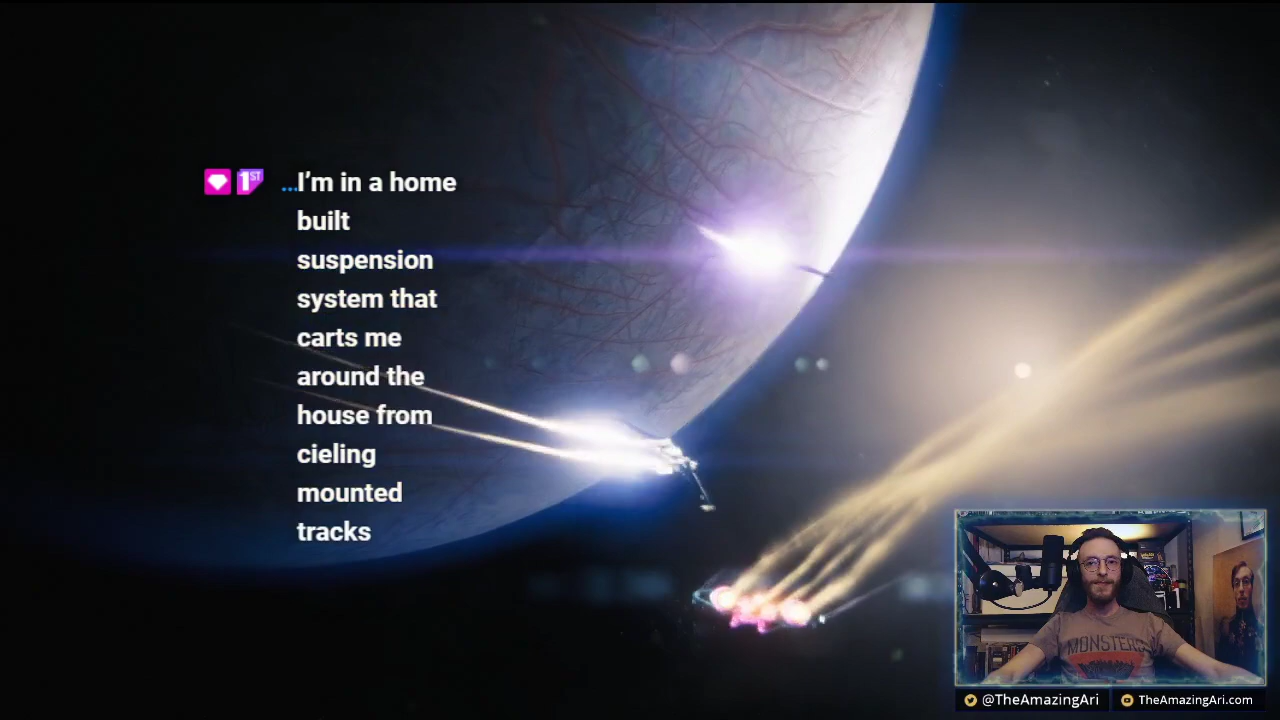 1ST ...I’m in a home
built
suspension
system that
carts me
around the
house from
cieling
mounted
tracks
MONSTERS
@TheAmazingAri
TheAmazingAri.com